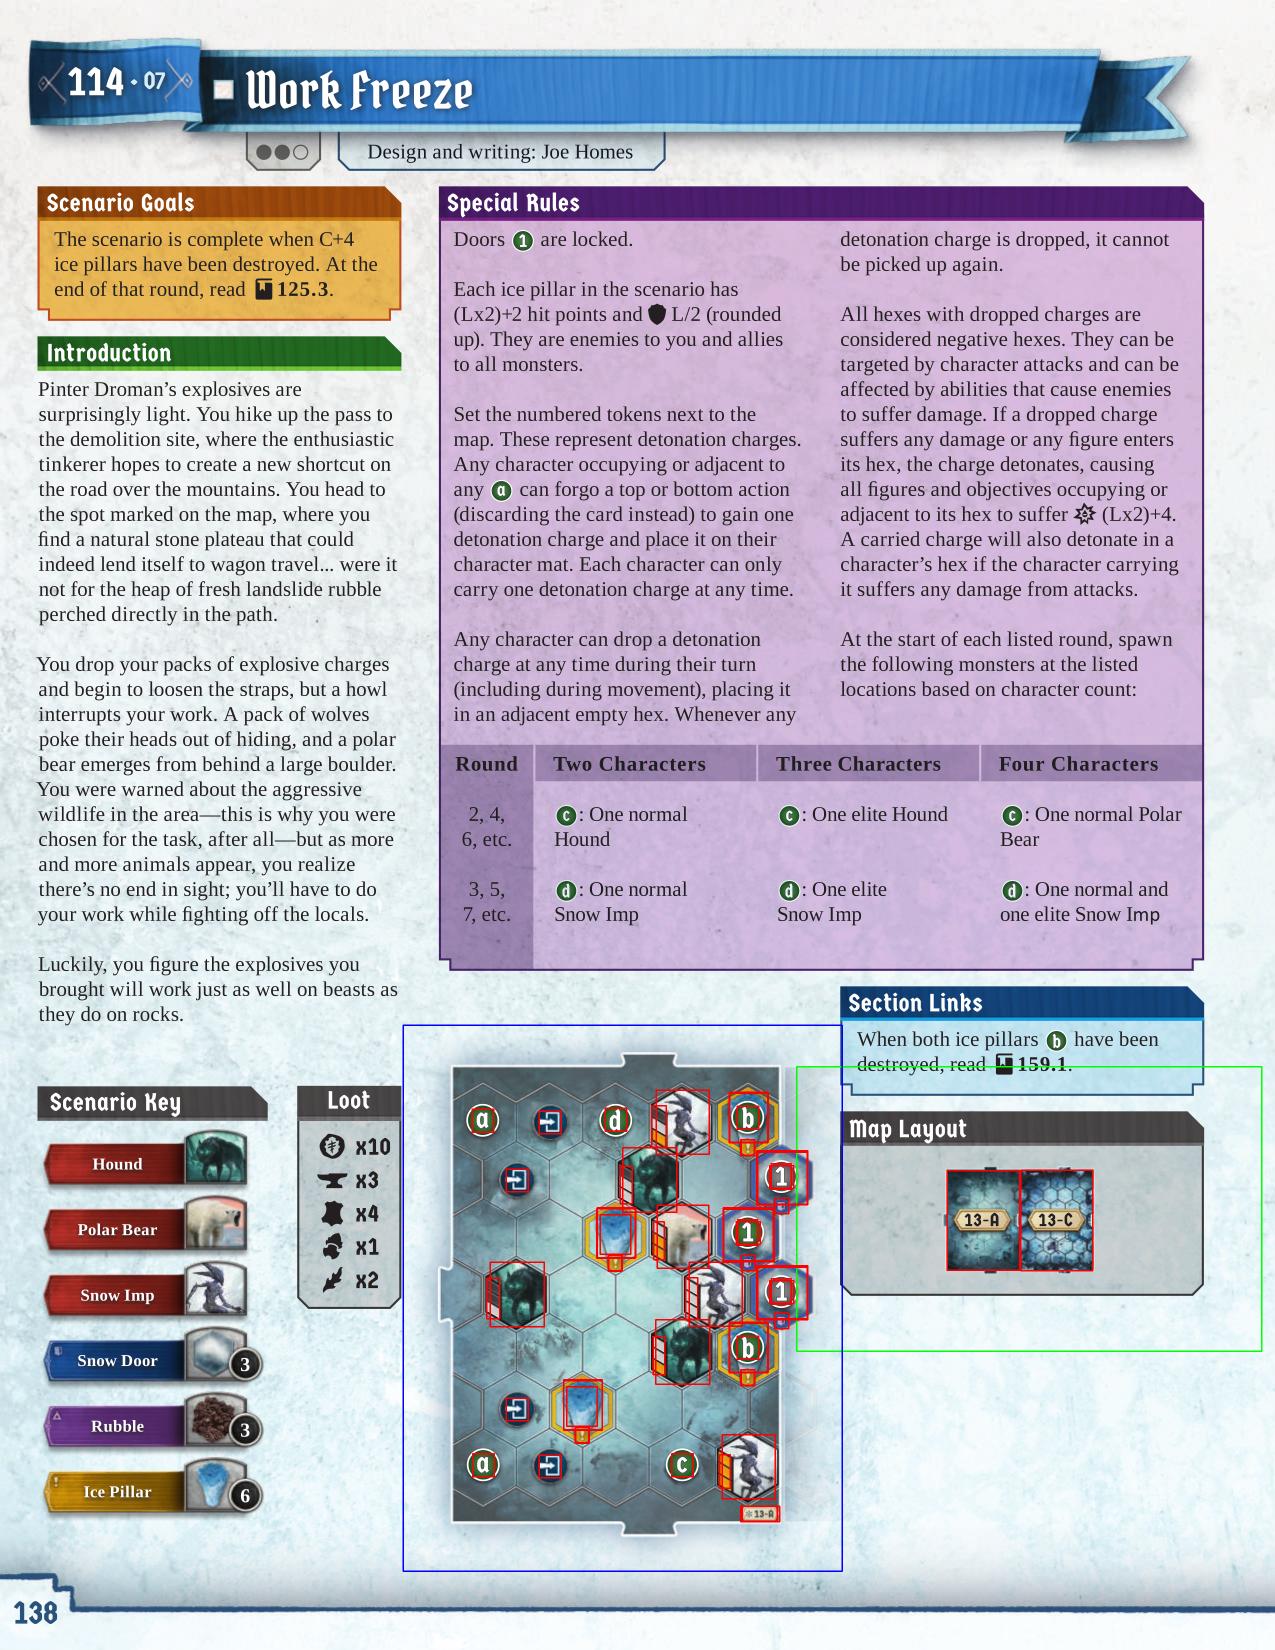 114 · 07
Work Freeze
Design and writing: Joe Homes
Scenario Goals
The scenario is complete when C+4
ice pillars have been destroyed. At the
end of that round, read 125.3.
Introduction
Pinter Droman’s explosives are
surprisingly light. You hike up the pass to
the demolition site, where the enthusiastic
tinkerer hopes to create a new shortcut on
the road over the mountains. You head to
the spot marked on the map, where you
find a natural stone plateau that could
indeed lend itself to wagon travel... were it
not for the heap of fresh landslide rubble
perched directly in the path.
You drop your packs of explosive charges
and begin to loosen the straps, but a howl
interrupts your work. A pack of wolves
poke their heads out of hiding, and a polar
bear emerges from behind a large boulder.
You were warned about the aggressive
wildlife in the area—this is why you were
chosen for the task, after all—but as more
and more animals appear, you realize
there’s no end in sight; you’ll have to do
your work while fighting off the locals.
Luckily, you figure the explosives you
brought will work just as well on beasts as
they do on rocks.
Special Rules
Doors 1 are locked.
Each ice pillar in the scenario has
(Lx2)+2 hit points and L/2 (rounded
up). They are enemies to you and allies
to all monsters.
Set the numbered tokens next to the
map. These represent detonation charges.
Any character occupying or adjacent to
any a can forgo a top or bottom action
(discarding the card instead) to gain one
detonation charge and place it on their
character mat. Each character can only
carry one detonation charge at any time.
Any character can drop a detonation
charge at any time during their turn
(including during movement), placing it
in an adjacent empty hex. Whenever any
detonation charge is dropped, it cannot
be picked up again.
All hexes with dropped charges are
considered negative hexes. They can be
targeted by character attacks and can be
affected by abilities that cause enemies
to suffer damage. If a dropped charge
suffers any damage or any figure enters
its hex, the charge detonates, causing
all figures and objectives occupying or
adjacent to its hex to suffer (Lx2)+4.
A carried charge will also detonate in a
character’s hex if the character carrying
it suffers any damage from attacks.
At the start of each listed round, spawn
the following monsters at the listed
locations based on character count:
Round Two Characters Three Characters Four Characters
2, 4, c: One normal c: One elite Hound c: One normal Polar
6, etc. Hound Bear
3, 5, d: One normal d: One elite d: One normal and
7, etc. Snow Imp Snow Imp one elite Snow Imp
Section Links
When both ice pillars b have been
destroyed, read 159.1.
Scenario Key
Hound
Polar Bear
Snow Imp
Snow Door 3
Rubble 3
Ice Pillar 6
Loot
x10
x3
x4
x1
x2
a d b
1
1
1
b
a c
13-A
Map Layout
13-A 13-C
138